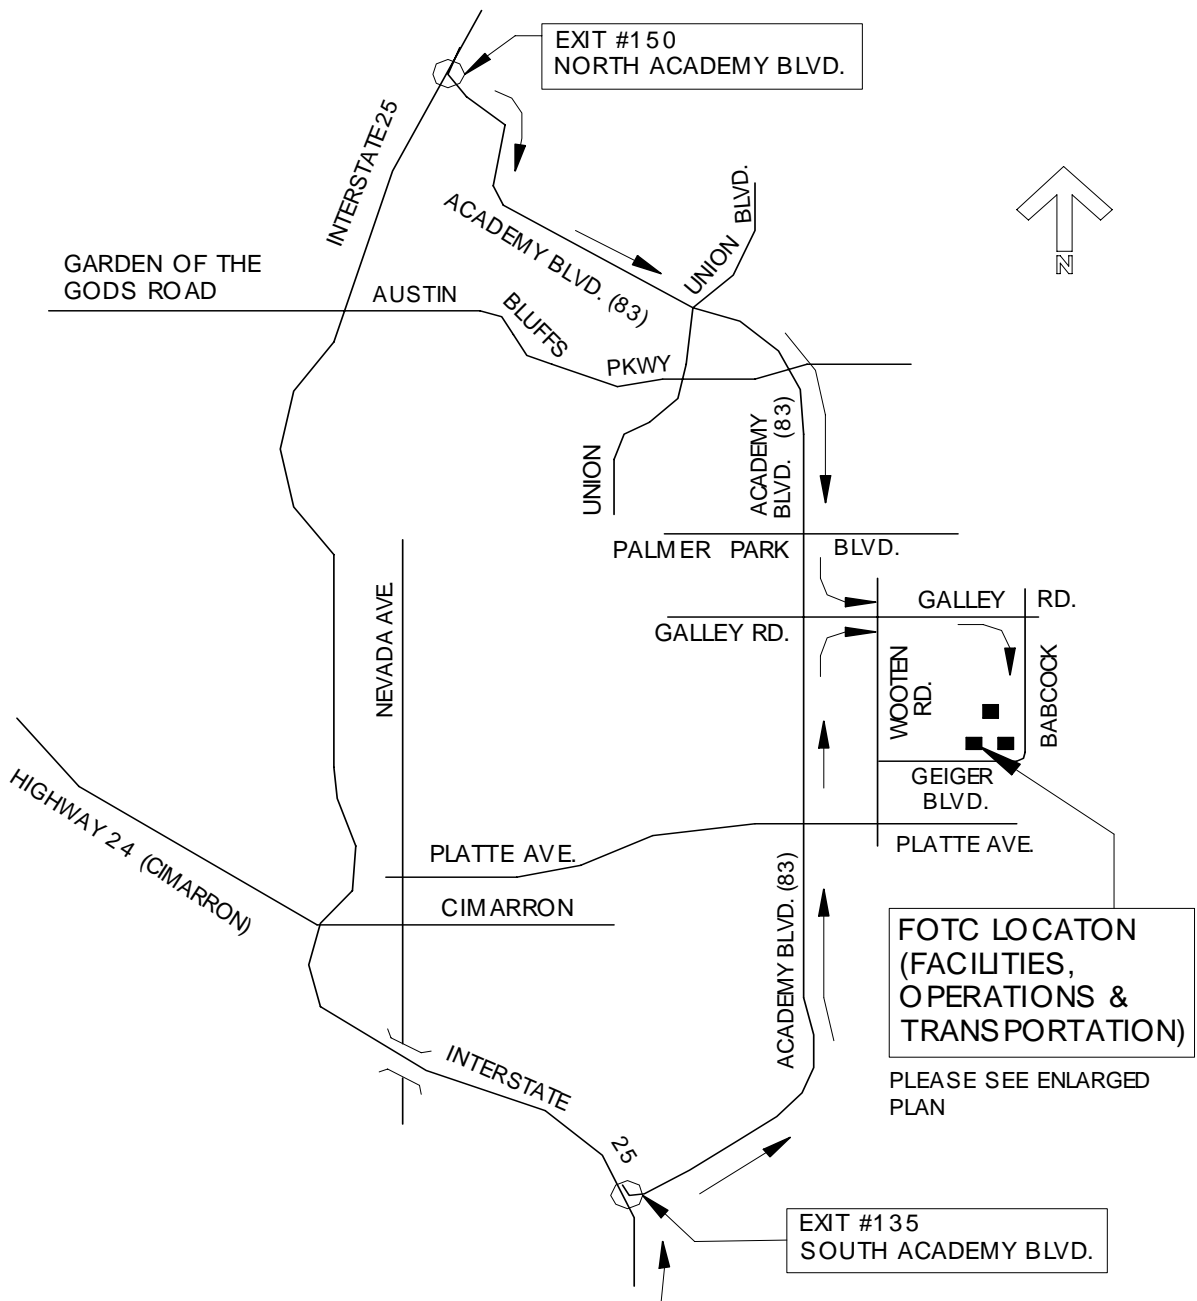 EXIT #150
NORTH ACADEMY BLVD.
INTERSTATE 25
ACADEMY BLVD. (83)
UNION BLVD.
N
GARDEN OF THE
GODS ROAD
AUSTIN
BLUFFS
PKWY
UNION
ACADEMY
BLVD. (83)
PALMER PARK BLVD.
NEVADA AVE.
GALLEY RD.
GALLEY RD.
WOOTEN
RD.
BABCOCK
GEIGER
BLVD.
HIGHWAY 24 (CIMARRON)
PLATTE AVE.
PLATTE AVE.
CIMARRON
ACADEMY BLVD. (83)
FOTC LOCATON
(FACILITIES,
OPERATIONS &
TRANSPORTATION)
PLEASE SEE ENLARGED
PLAN
INTERSTATE 25
EXIT #135
SOUTH ACADEMY BLVD.